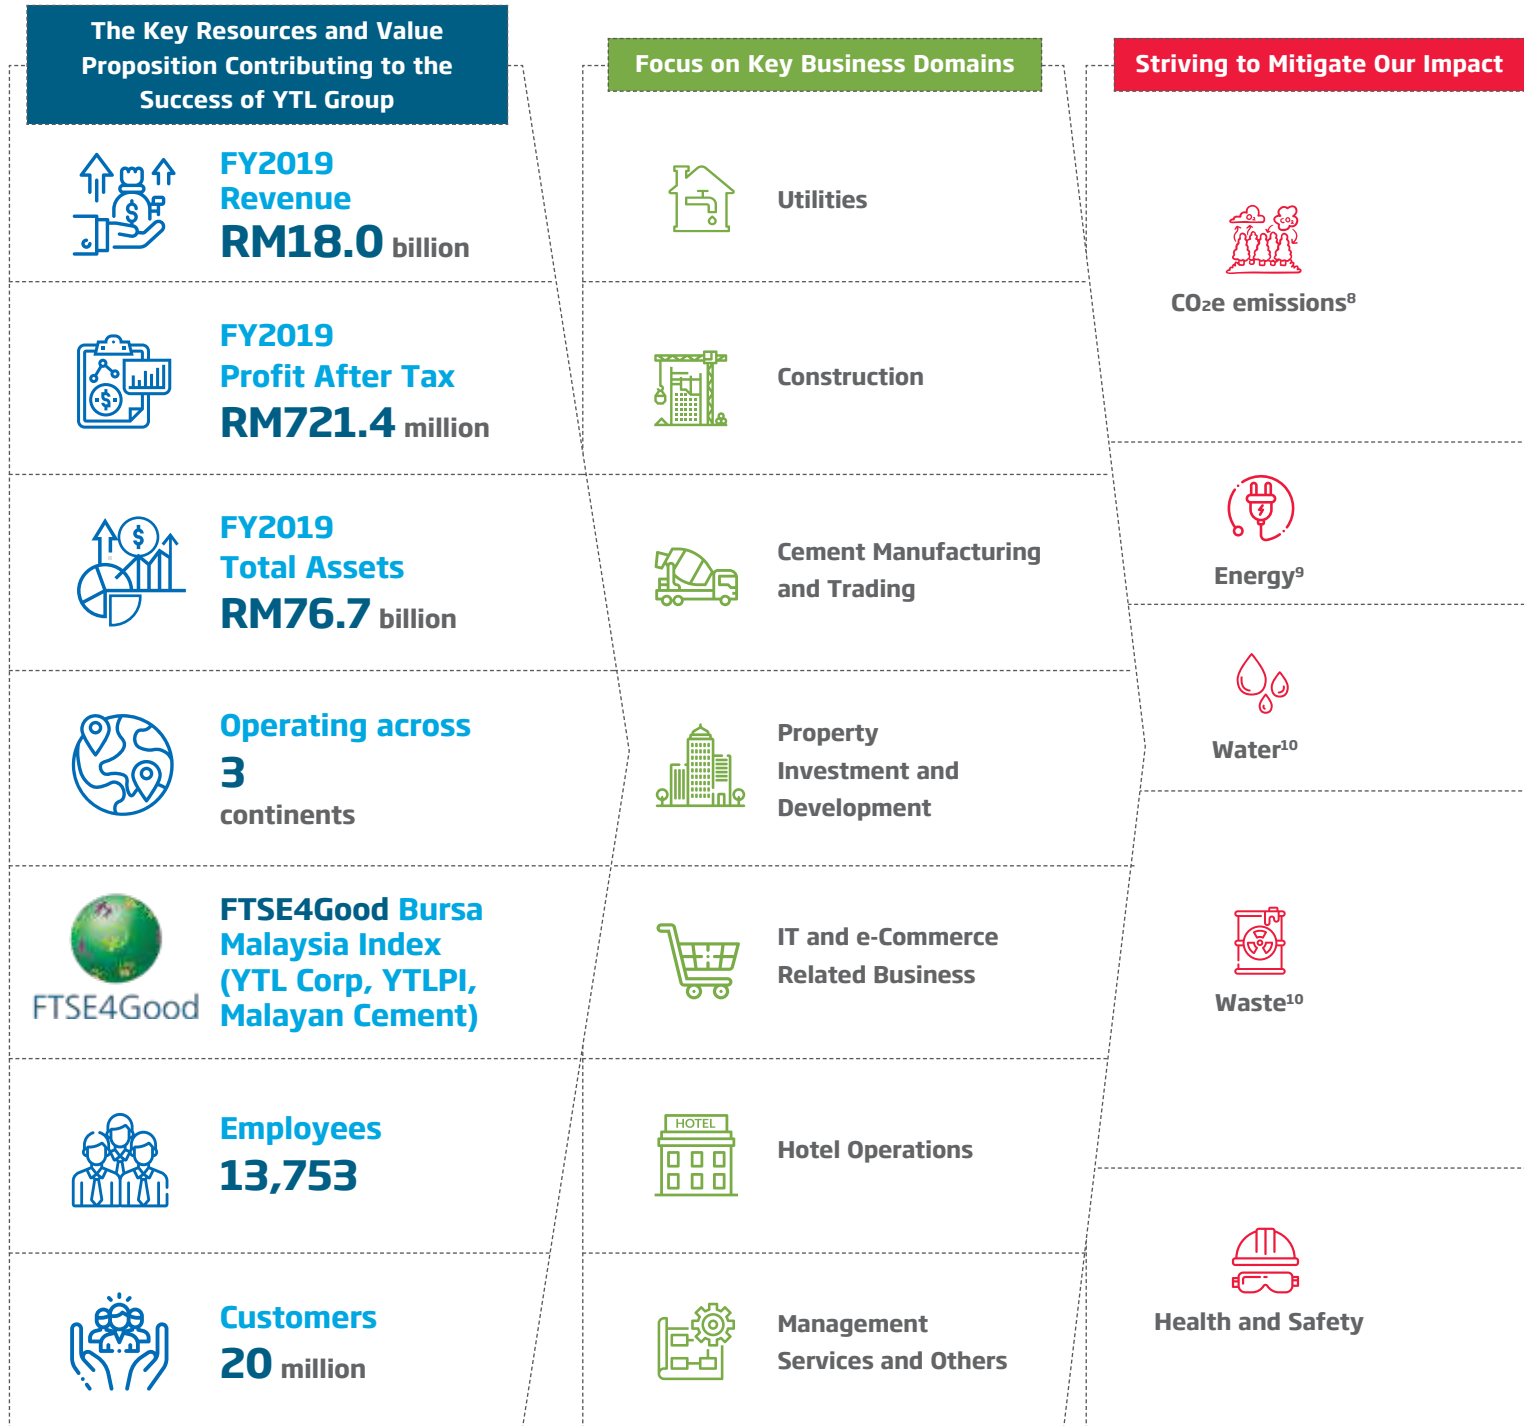 The Key Resources and Value
Proposition Contributing to the
Success of YTL Group
FY2019
Revenue
RM18.0 billion
FY2019
Profit After Tax
RM721.4 million
FY2019
Total Assets
RM76.7 billion
Operating across
3
continents
FTSE4Good
FTSE4Good Bursa
Malaysia Index
(YTL Corp, YTLPI,
Malayan Cement)
Employees
13,753
Customers
20 million
Focus on Key Business Domains
Utilities
Construction
Cement Manufacturing
and Trading
Property
Investment and
Development
IT and e-Commerce
Related Business
HOTEL
Hotel Operations
Management
Services and Others
Striving to Mitigate Our Impact
CO₂e emissions⁸
Energy⁹
Water¹⁰
Waste¹⁰
Health and Safety